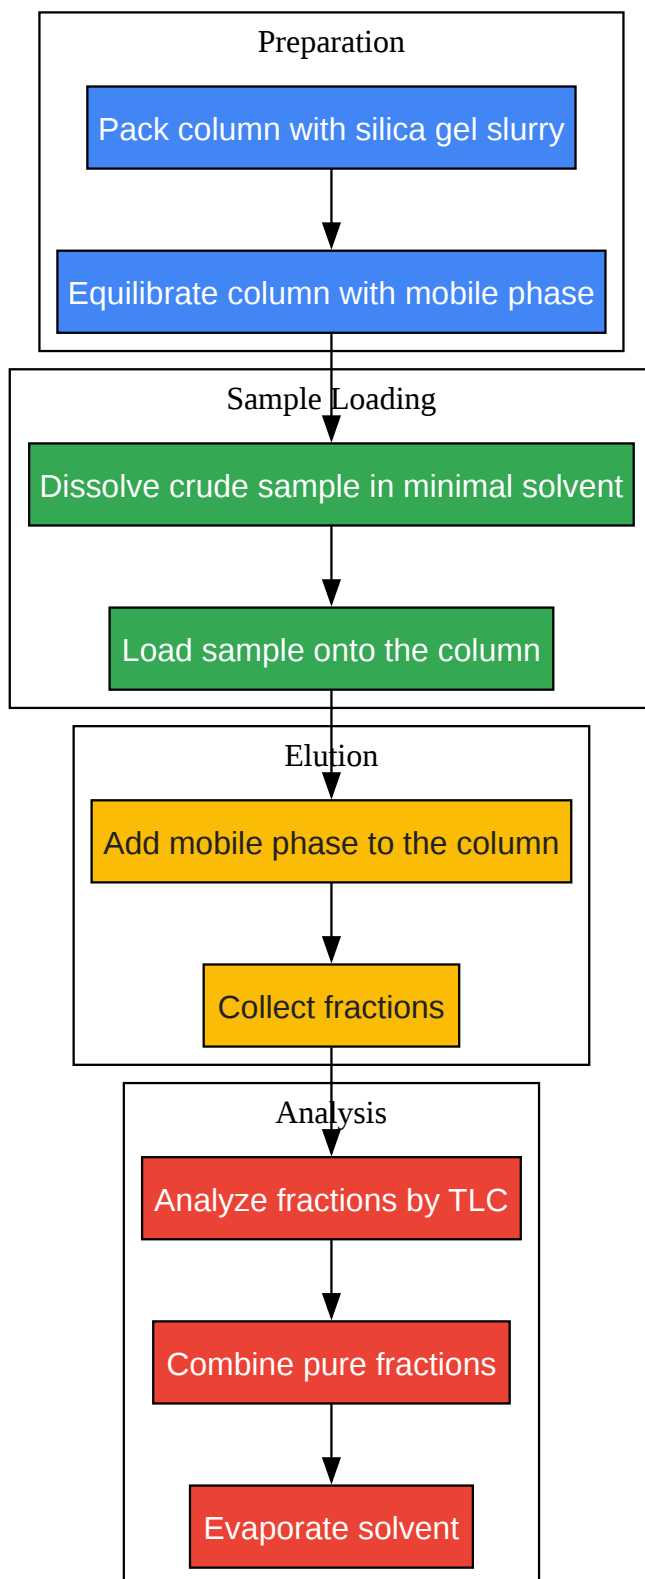 Preparation
Pack column with silica gel slurry
Equilibrate column with mobile phase
Sample Loading
Dissolve crude sample in minimal solvent
Load sample onto the column
Elution
Add mobile phase to the column
Collect fractions
Analysis
Analyze fractions by TLC
Combine pure fractions
Evaporate solvent